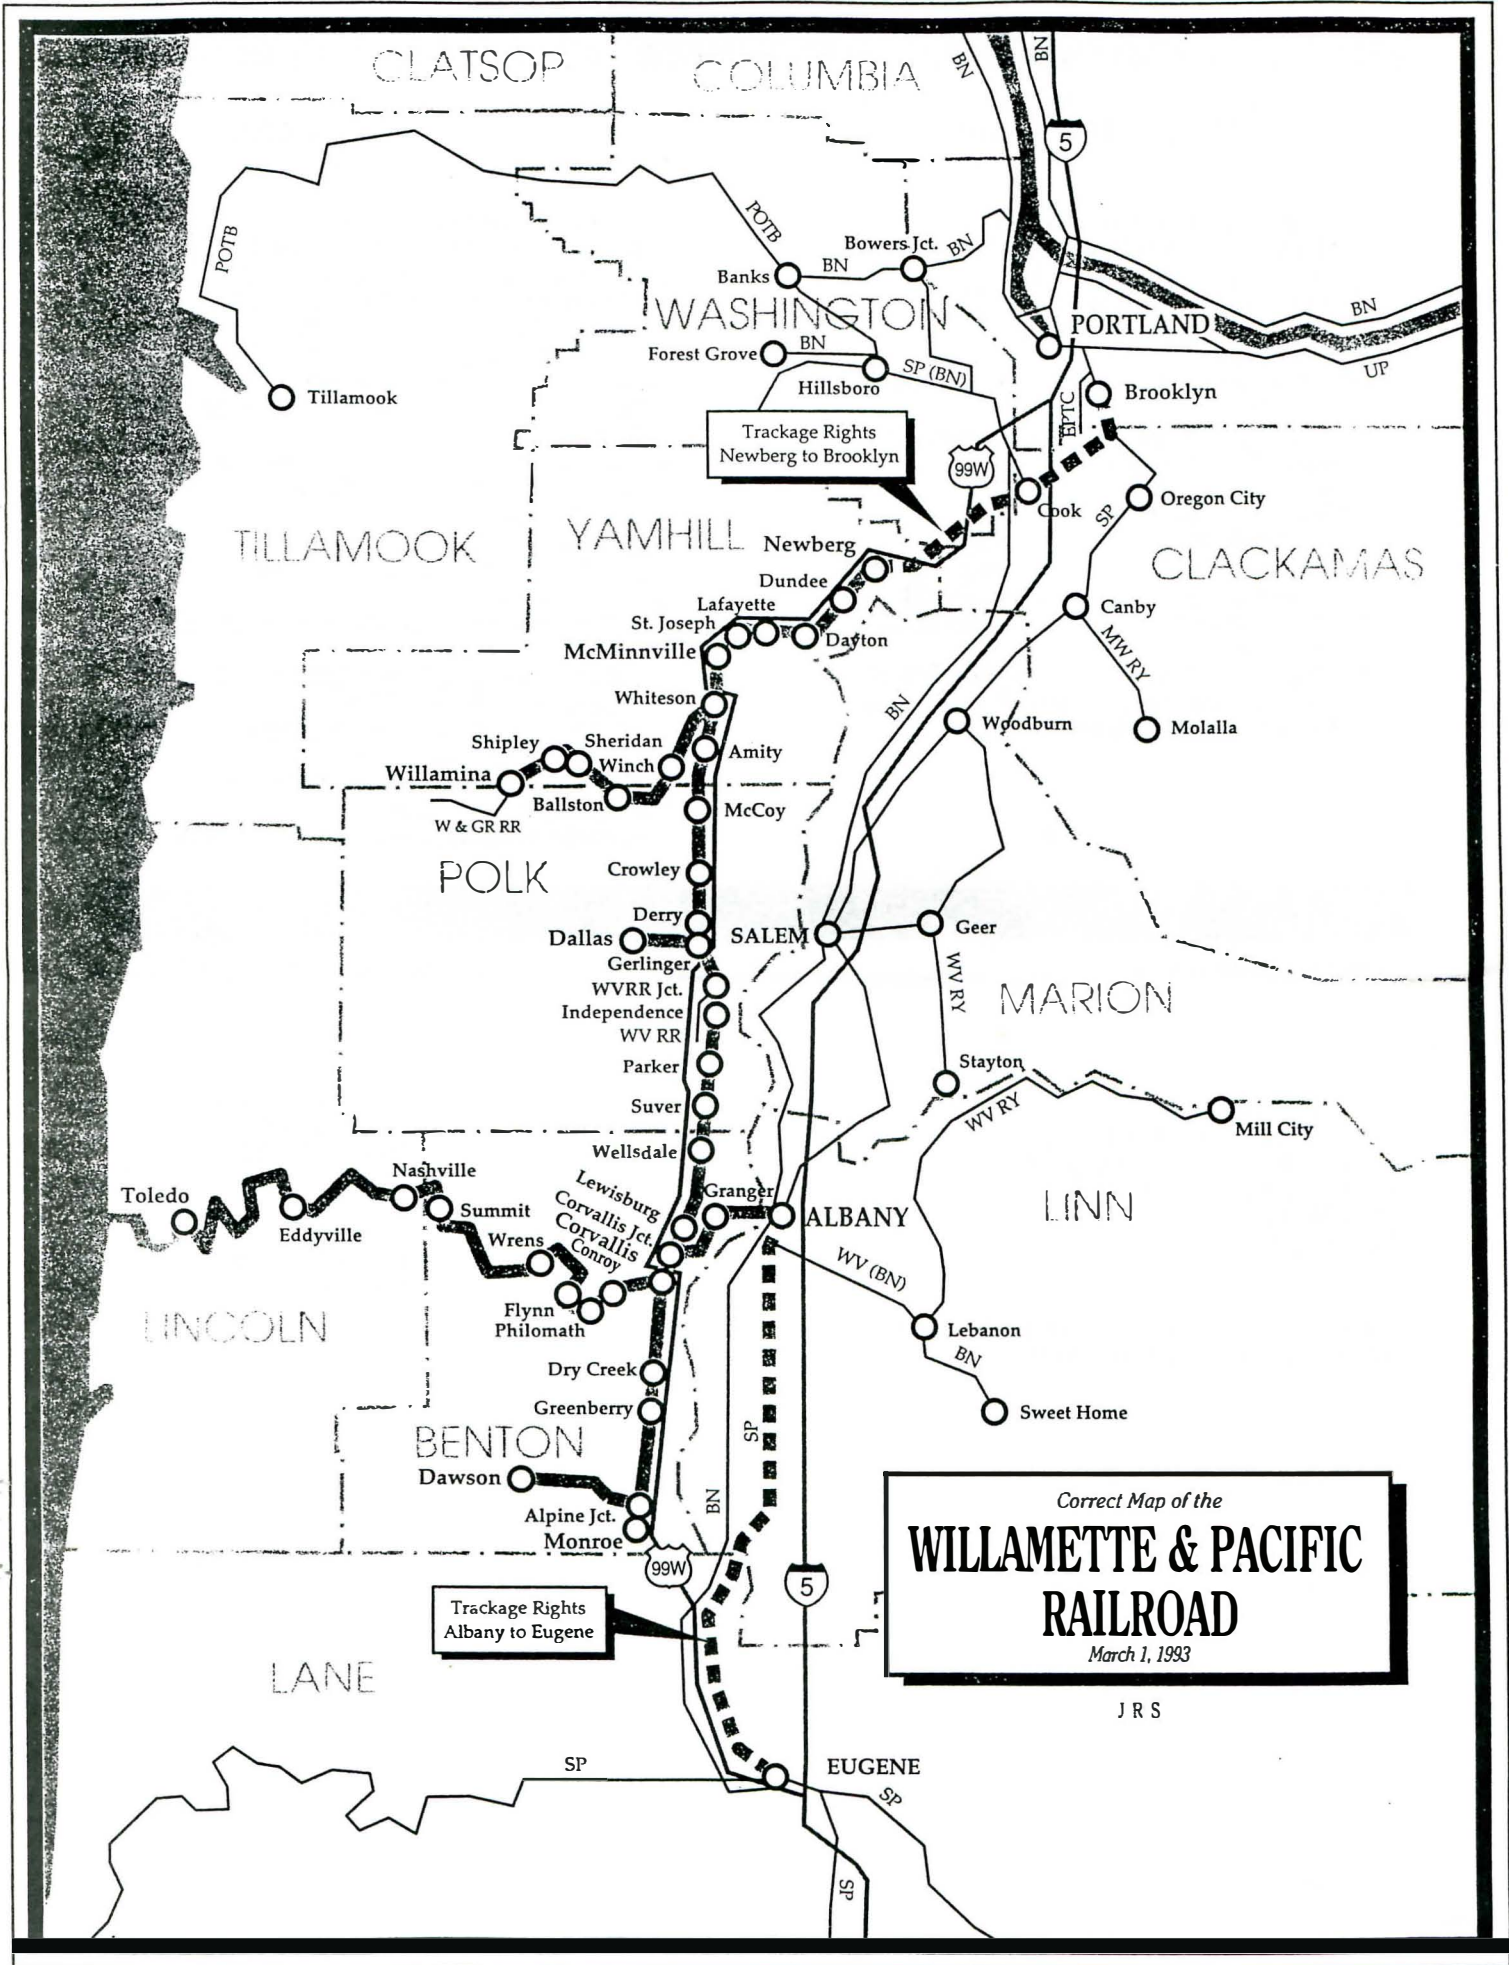 CLATSOP
COLUMBIA
BN
BN
5
POTB
POTB
Bowers Jct.
BN
Banks
BN
WASHINGTON
BN
PORTLAND
Forest Grove
BN
SP (BN)
UP
Hillsboro
Tillamook
Brooklyn
EPTC
Trackage Rights
Newberg to Brooklyn
99W
Cook
Oregon City
SP
TILLAMOOK
YAMHILL
Newberg
CLACKAMAS
Dundee
Lafayette
Canby
St. Joseph
Dayton
McMinnville
MW RY
Whiteson
BN
Woodburn
Molalla
Shipley
Sheridan
Winch
Amity
Willamina
Ballston
McCoy
W & GR RR
POLK
Crowley
Derry
Dallas
SALEM
Geer
Gerlinger
WVRR Jct.
WV RY
MARION
Independence
WV RR
Parker
Stayton
Suver
WV RY
Mill City
Wellsdale
Nashville
Toledo
Lewisburg
Granger
Summit
Corvallis Jct.
ALBANY
LINN
Eddyville
Wrens
Corvallis
Conroy
WV (BN)
Flynn
Philomath
LINCOLN
Lebanon
BN
Dry Creek
Greenberry
Sweet Home
SP
BENTON
Dawson
BN
Alpine Jct.
Monroe
99W
5
Correct Map of the
WILLAMETTE & PACIFIC
RAILROAD
March 1, 1993
Trackage Rights
Albany to Eugene
LANE
J R S
SP
EUGENE
SP
SP